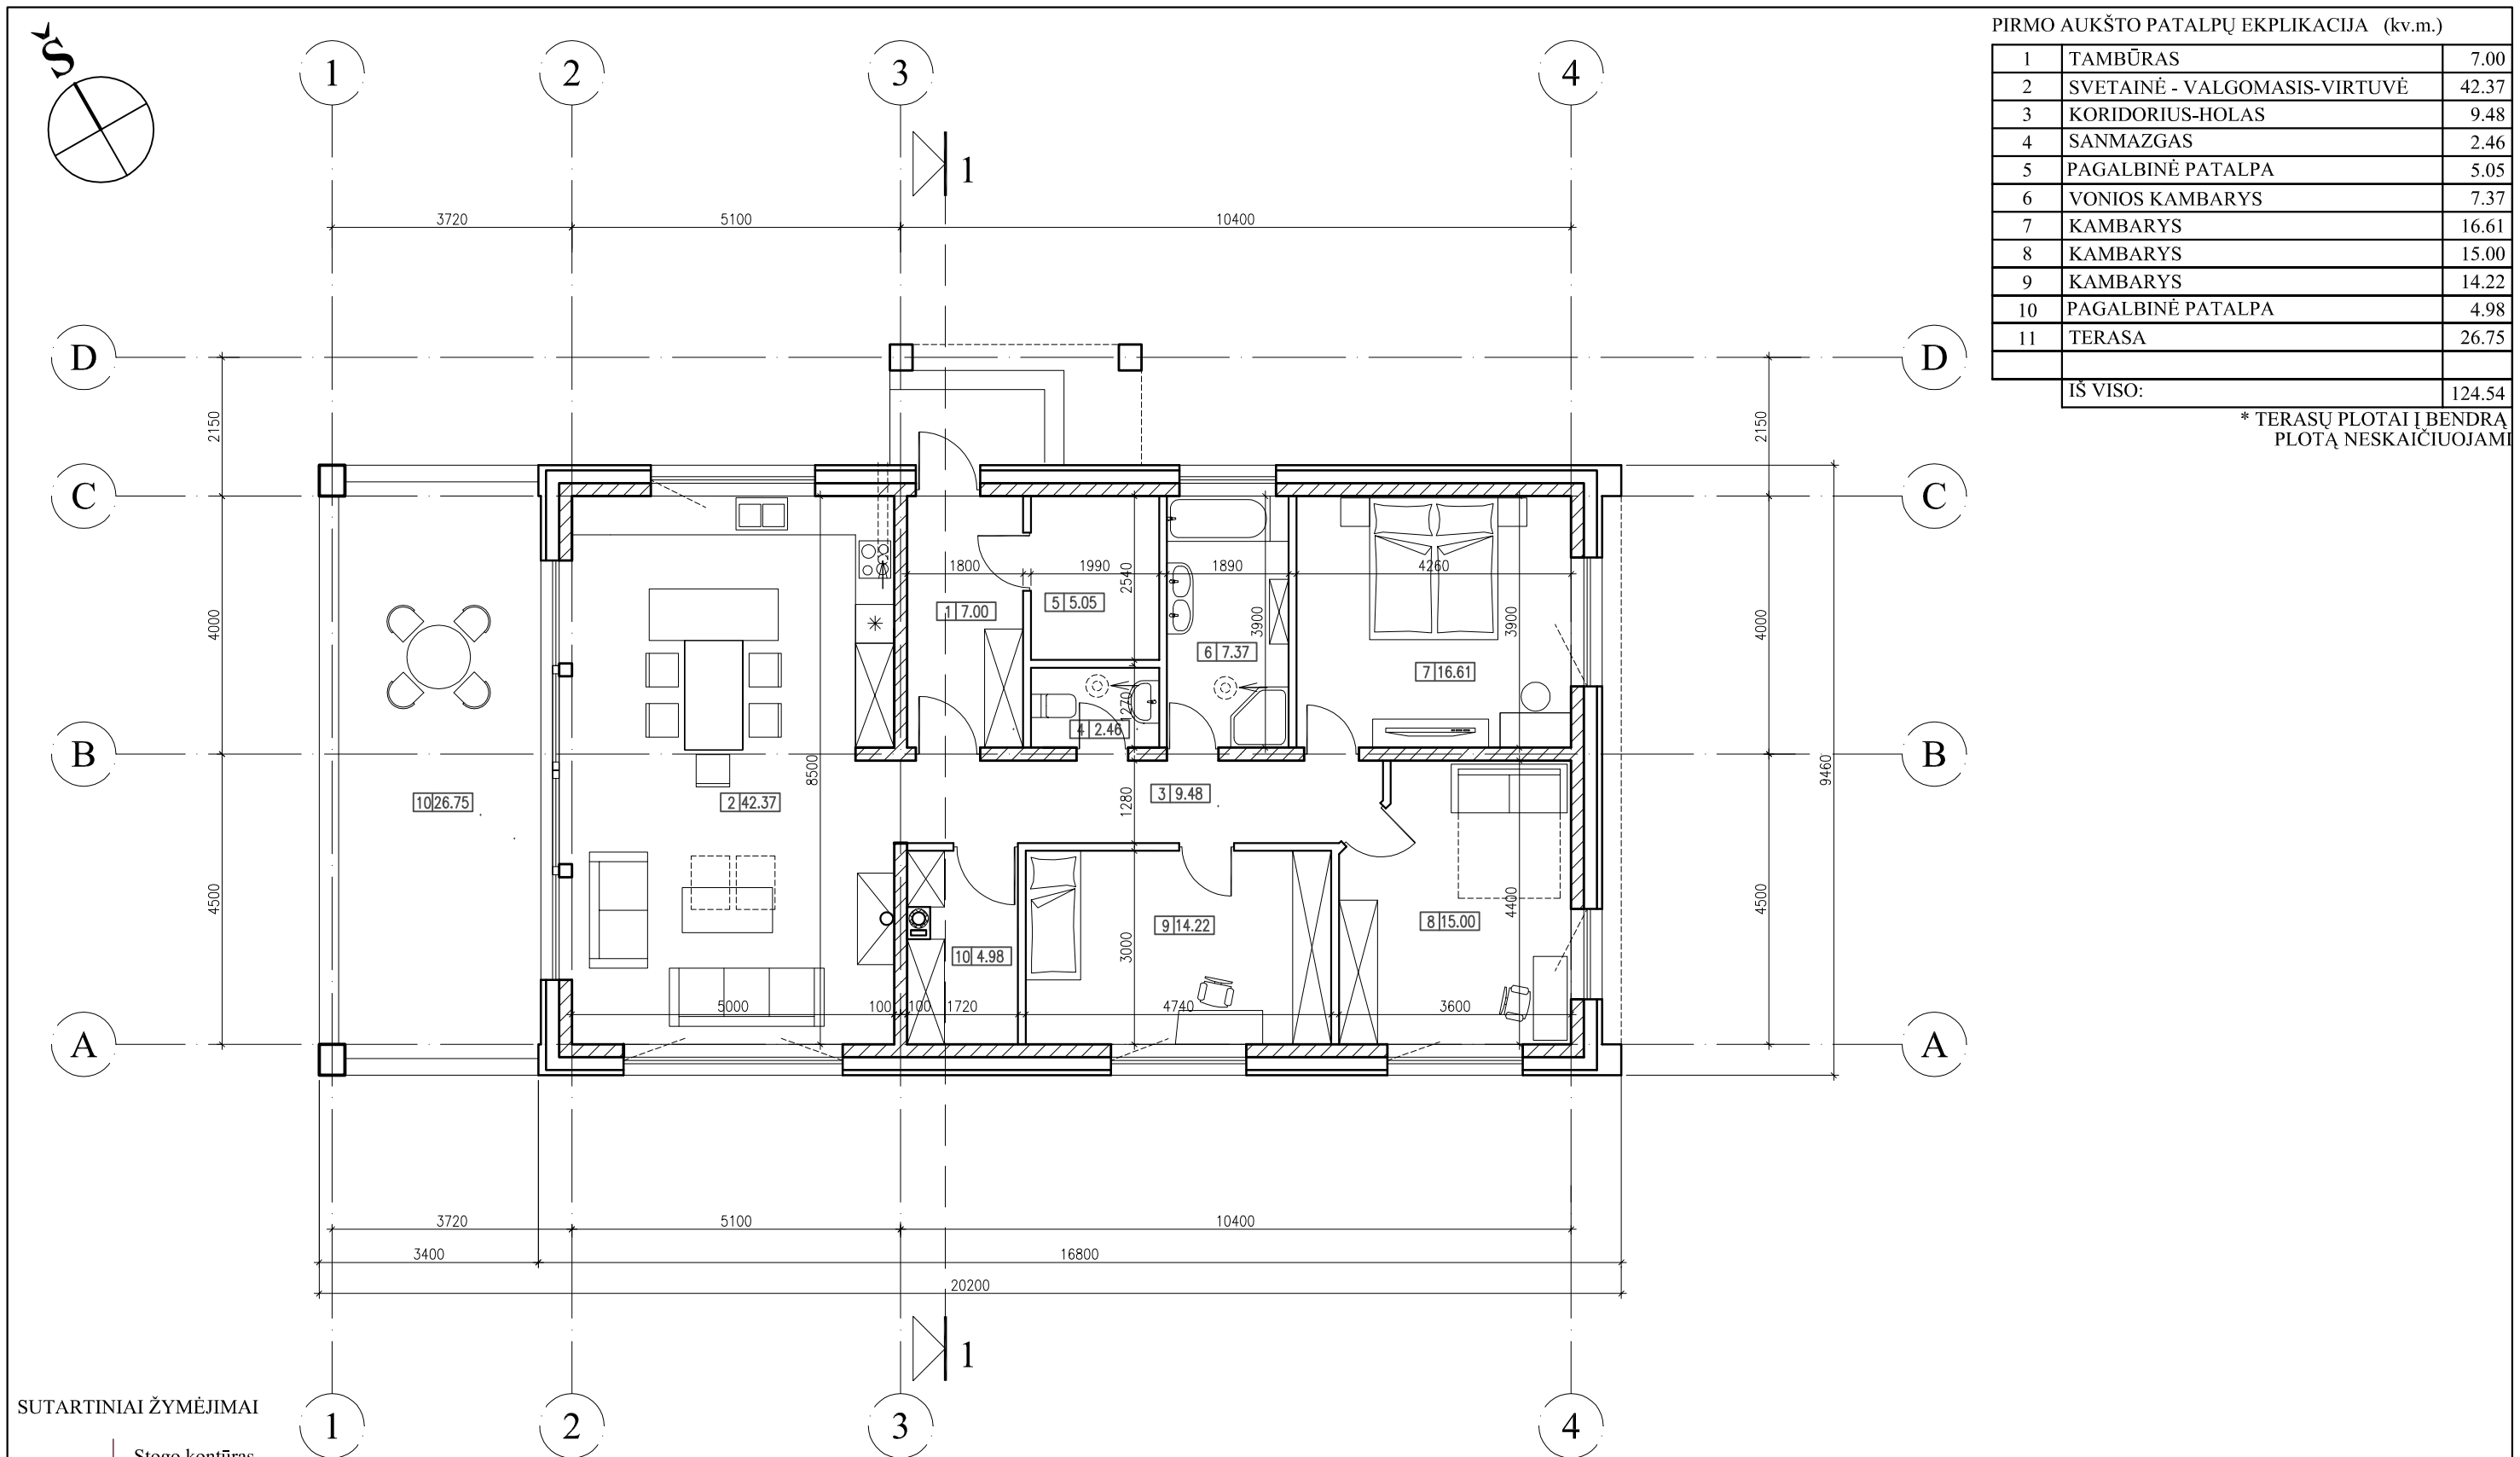 PIRMO AUKŠTO PATALPŲ EKPLIKACIJA (kv.m.)
1 TAMBŪRAS 7.00
2 SVETAINĖ - VALGOMASIS-VIRTUVĖ 42.37
3 KORIDORIUS-HOLAS 9.48
4 SANMAZGAS 2.46
5 PAGALBINĖ PATALPA 5.05
6 VONIOS KAMBARYS 7.37
7 KAMBARYS 16.61
8 KAMBARYS 15.00
9 KAMBARYS 14.22
10 PAGALBINĖ PATALPA 4.98
11 TERASA 26.75
IŠ VISO: 124.54
* TERASŲ PLOTAI Į BENDRĄ
PLOTĄ NESKAIČIUOJAMI
Š
1 2 3 4
1
3720 5100 10400
D D
2150 2150
C C
1800 1990 1890 4260
2540
3900
3900
4000 4000
1 7.00
5 5.05
6 7.37
7 16.61
1270
4 2.46
B B
8500
9460
1280
10 26.75
2 42.37
3 9.48
4500 4500
4400
3000
9 14.22
8 15.00
10 4.98
5000 100 100 1720 4740 3600
A A
3720 5100 10400
3400 16800
20200
1
SUTARTINIAI ŽYMĖJIMAI
1 2 3 4
Stogo kontūras